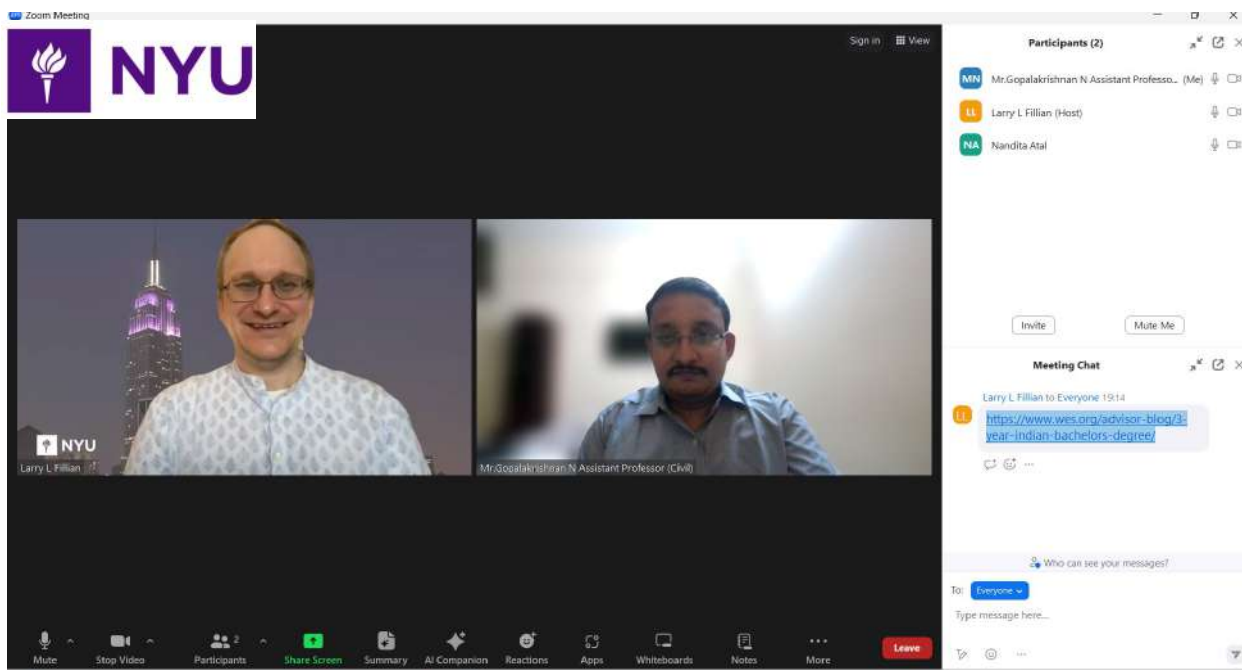 Zoom Meeting
NYU
Sign in
View
NYU
Larry L Fillian
Mr.Gopalakrishnan N Assistant Professor (Civil)
Mute
Stop Video
2
Participants
Share Screen
Summary
AI Companion
Reactions
Apps
Whiteboards
Notes
More
Leave
Participants (2)
MN
Mr.Gopalakrishnan N Assistant Professo... (Me)
LL
Larry L Fillian (Host)
NA
Nandita Atal
Invite
Mute Me
Meeting Chat
Larry L Fillian to Everyone 19:14
LL
https://www.wes.org/advisor-blog/3-
year-indian-bachelors-degree/
Who can see your messages?
To: Everyone
Type message here...